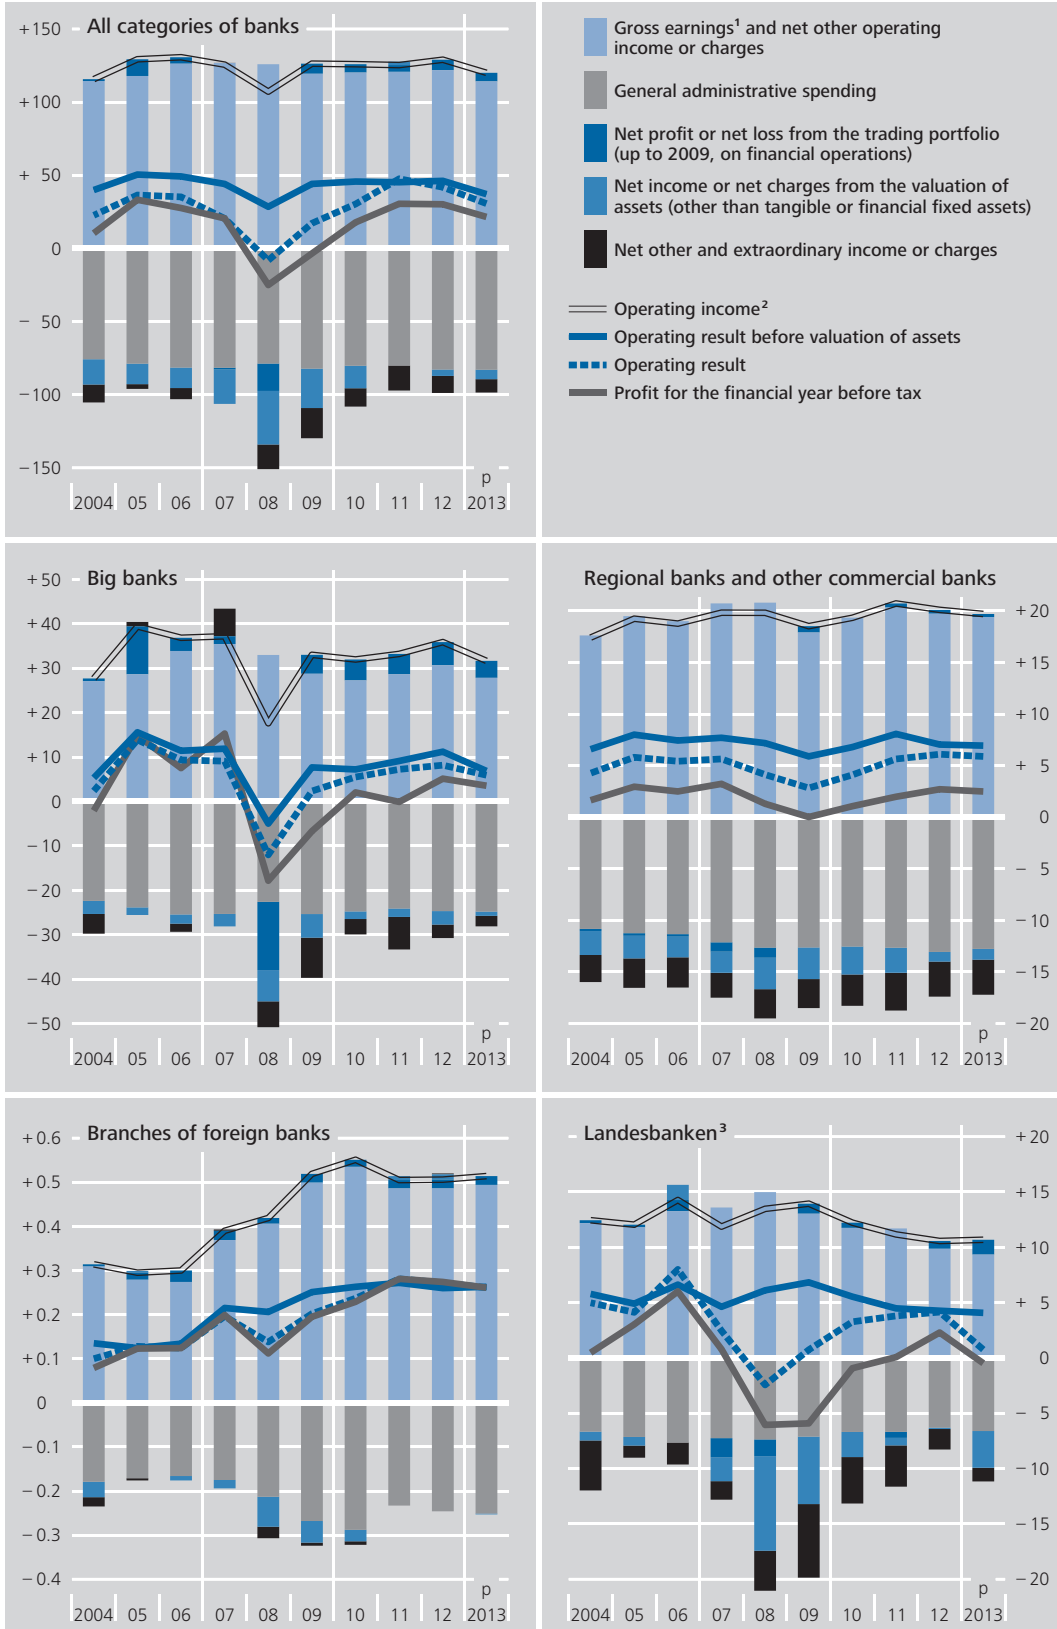 All categories of banks
+150
+100
+ 50
0
− 50
−100
−150
p
2004 05 06 07 08 09 10 11 12 2013
Gross earnings¹ and net other operating
income or charges
General administrative spending
Net profit or net loss from the trading portfolio
(up to 2009, on financial operations)
Net income or net charges from the valuation of
assets (other than tangible or financial fixed assets)
Net other and extraordinary income or charges
Operating income²
Operating result before valuation of assets
Operating result
Profit for the financial year before tax
Big banks
+50
+40
+30
+20
+10
0
−10
−20
−30
−40
−50
p
2004 05 06 07 08 09 10 11 12 2013
Regional banks and other commercial banks
+20
+15
+10
+ 5
0
− 5
−10
−15
−20
p
2004 05 06 07 08 09 10 11 12 2013
Branches of foreign banks
+0.6
+0.5
+0.4
+0.3
+0.2
+0.1
0
−0.1
−0.2
−0.3
−0.4
p
2004 05 06 07 08 09 10 11 12 2013
Landesbanken³
+20
+15
+10
+ 5
0
− 5
−10
−15
−20
p
2004 05 06 07 08 09 10 11 12 2013